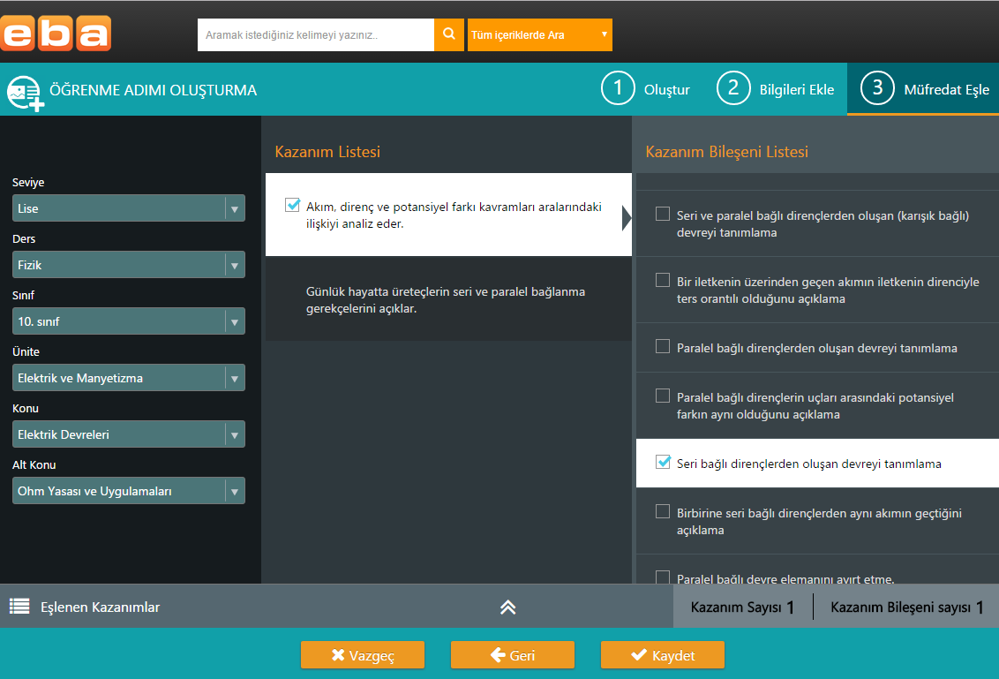 eba
Aramak istediğiniz kelimeyi yazınız..
Tüm içeriklerde Ara
ÖĞRENME ADIMI OLUŞTURMA
1 Oluştur
2 Bilgileri Ekle
3 Müfredat Eşle
Seviye
Lise
Ders
Fizik
Sınıf
10. sınıf
Ünite
Elektrik ve Manyetizma
Konu
Elektrik Devreleri
Alt Konu
Ohm Yasası ve Uygulamaları
Kazanım Listesi
Akım, direnç ve potansiyel farkı kavramları aralarındaki
ilişkiyi analiz eder.
Günlük hayatta üreteçlerin seri ve paralel bağlanma
gerekçelerini açıklar.
Kazanım Bileşeni Listesi
Seri ve paralel bağlı dirençlerden oluşan (karışık bağlı)
devreyi tanımlama
Bir iletkenin üzerinden geçen akımın iletkenin direnciyle
ters orantılı olduğunu açıklama
Paralel bağlı dirençlerden oluşan devreyi tanımlama
Paralel bağlı dirençlerin uçları arasındaki potansiyel
farkın aynı olduğunu açıklama
Seri bağlı dirençlerden oluşan devreyi tanımlama
Birbirine seri bağlı dirençlerden aynı akımın geçtiğini
açıklama
Paralel bağlı devre elemanını ayırt etme.
Eşlenen Kazanımlar
Kazanım Sayısı 1
Kazanım Bileşeni sayısı 1
Vazgeç
Geri
Kaydet